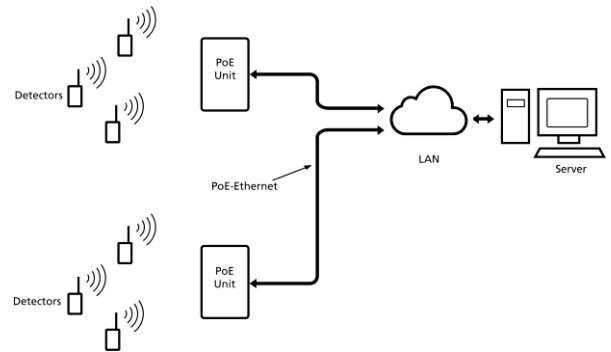 PoE
Unit
Detectors
LAN
Server
PoE-Ethernet
PoE
Unit
Detectors